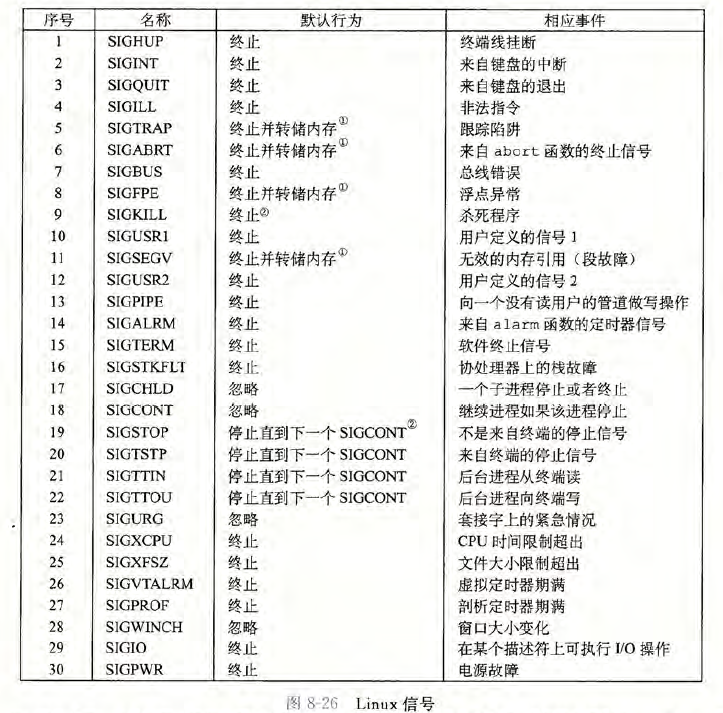 序号 名称 默认行为 相应事件
1 SIGHUP 终止 终端线挂断
2 SIGINT 终止 来自键盘的中断
3 SIGQUIT 终止 来自键盘的退出
4 SIGILL 终止 非法指令
5 SIGTRAP 终止并转储内存① 跟踪陷阱
6 SIGABRT 终止并转储内存① 来自 abort 函数的终止信号
7 SIGBUS 终止 总线错误
8 SIGFPE 终止并转储内存① 浮点异常
9 SIGKILL 终止② 杀死程序
10 SIGUSR1 终止 用户定义的信号 1
11 SIGSEGV 终止并转储内存① 无效的内存引用（段故障）
12 SIGUSR2 终止 用户定义的信号 2
13 SIGPIPE 终止 向一个没有读用户的管道做写操作
14 SIGALRM 终止 来自 alarm 函数的定时器信号
15 SIGTERM 终止 软件终止信号
16 SIGSTKFLT 终止 协处理器上的栈故障
17 SIGCHLD 忽略 一个子进程停止或者终止
18 SIGCONT 忽略 继续进程如果该进程停止
19 SIGSTOP 停止直到下一个 SIGCONT② 不是来自终端的停止信号
20 SIGTSTP 停止直到下一个 SIGCONT 来自终端的停止信号
21 SIGTTIN 停止直到下一个 SIGCONT 后台进程从终端读
22 SIGTTOU 停止直到下一个 SIGCONT 后台进程向终端写
23 SIGURG 忽略 套接字上的紧急情况
24 SIGXCPU 终止 CPU 时间限制超出
25 SIGXFSZ 终止 文件大小限制超出
26 SIGVTALRM 终止 虚拟定时器期满
27 SIGPROF 终止 剖析定时器期满
28 SIGWINCH 忽略 窗口大小变化
29 SIGIO 终止 在某个描述符上可执行 I/O 操作
30 SIGPWR 终止 电源故障
图 8-26 Linux 信号